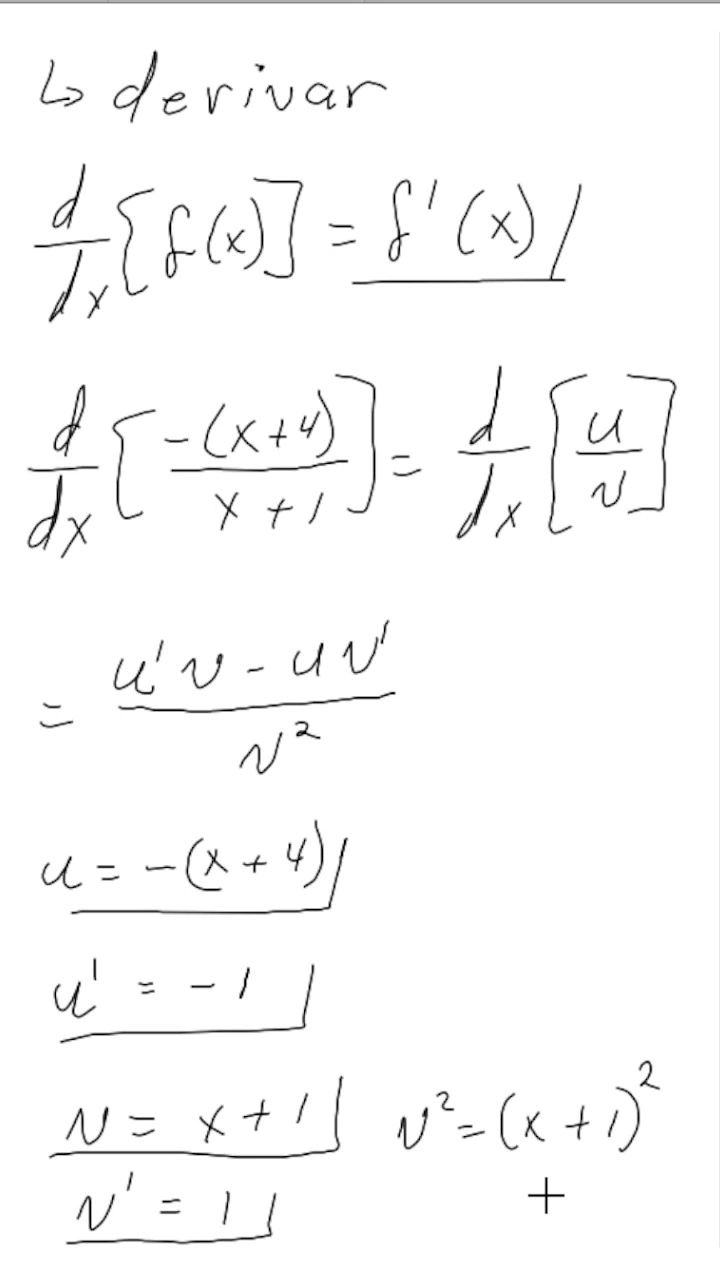 ↳ derivar
d/dx [f(x)] = f'(x)
d/dx [-(x+4)/x+1] = d/dx [u/v]
= u'v - uv'/v²
u = -(x+4)
u' = -1
v = x+1 v² = (x+1)²
v' = 1